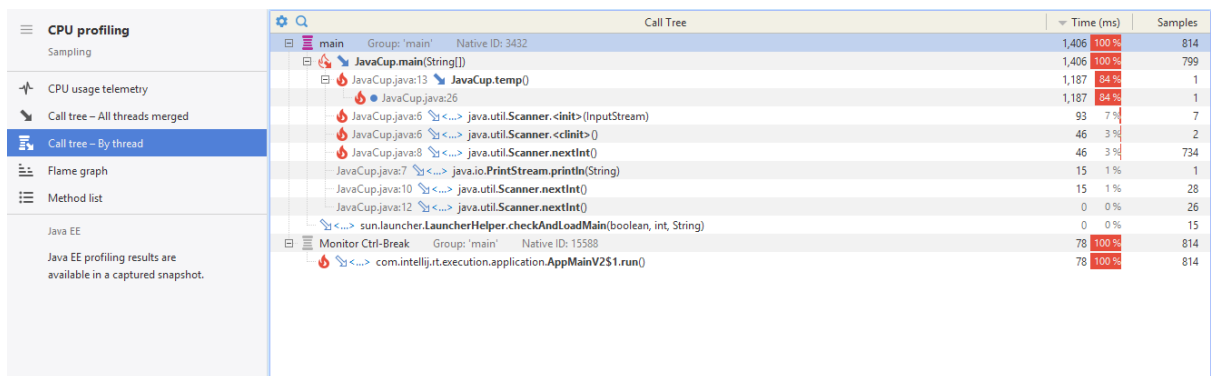 CPU profiling
Sampling
CPU usage telemetry
Call tree – All threads merged
Call tree – By thread
Flame graph
Method list
Java EE
Java EE profiling results are
available in a captured snapshot.
Call Tree Time (ms) Samples
main Group: 'main' Native ID: 3432 1,406 100 % 814
JavaCup.main(String[]) 1,406 100 % 799
JavaCup.java:13 JavaCup.temp() 1,187 84 % 1
JavaCup.java:26 1,187 84 % 1
JavaCup.java:6 <...> java.util.Scanner.<init>(InputStream) 93 7 % 7
JavaCup.java:6 <...> java.util.Scanner.<clinit>() 46 3 % 2
JavaCup.java:8 <...> java.util.Scanner.nextInt() 46 3 % 734
JavaCup.java:7 <...> java.io.PrintStream.println(String) 15 1 % 1
JavaCup.java:10 <...> java.util.Scanner.nextInt() 15 1 % 28
JavaCup.java:12 <...> java.util.Scanner.nextInt() 0 0 % 26
<...> sun.launcher.LauncherHelper.checkAndLoadMain(boolean, int, String) 0 0 % 15
Monitor Ctrl-Break Group: 'main' Native ID: 15588 78 100 % 814
<...> com.intellij.rt.execution.application.AppMainV2$1.run() 78 100 % 814